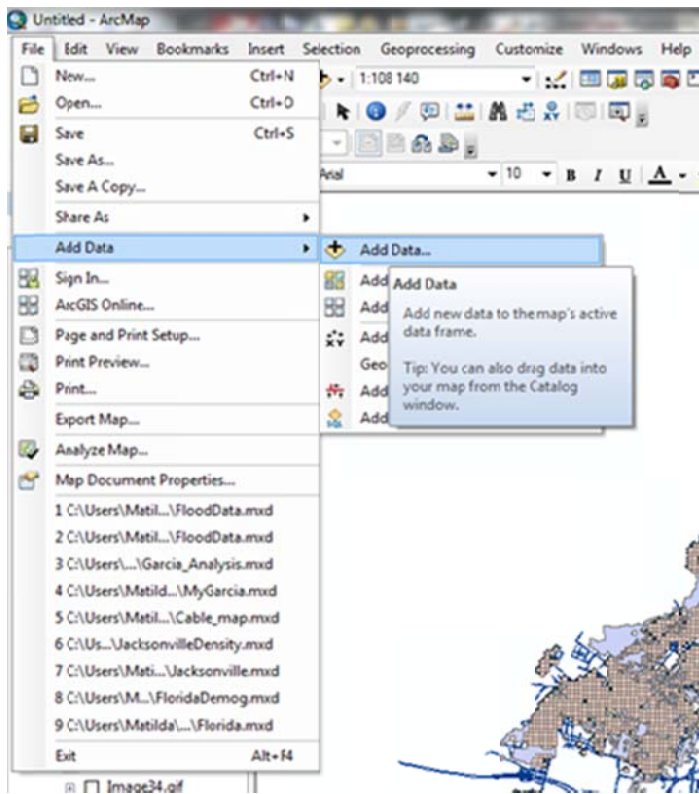 Untitled - ArcMap
File Edit View Bookmarks Insert Selection Geoprocessing Customize Windows Help
New... Ctrl+N
1:108 140
Open... Ctrl+O
Save Ctrl+S
Save As...
Save A Copy...
Arial 10 B I U A
Share As
Add Data
Add Data...
Sign In...
Add
Add Data
ArcGIS Online...
Add
Add new data to the map's active
data frame.
Page and Print Setup...
Add
Print Preview...
Geo
Tip: You can also drag data into
your map from the Catalog
window.
Print...
Add
Export Map...
Add
Analyze Map...
Map Document Properties...
1 C:\Users\Matil...\FloodData.mxd
2 C:\Users\Matil...\FloodData.mxd
3 C:\Users\...\Garcia_Analysis.mxd
4 C:\Users\Matild...\MyGarcia.mxd
5 C:\Users\Matil...\Cable_map.mxd
6 C:\Us...\JacksonvilleDensity.mxd
7 C:\Users\Mati...\Jacksonville.mxd
8 C:\Users\M...\FloridaDemog.mxd
9 C:\Users\Matilda\...\Florida.mxd
Exit Alt+F4
Image34.gif